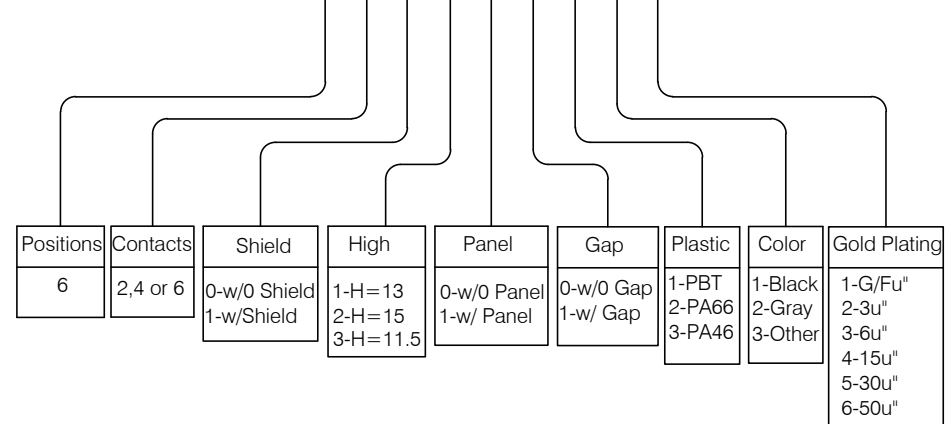 Positions
6
Contacts
2,4 or 6
Shield
0-w/0 Shield
1-w/Shield
High
1-H=13
2-H=15
3-H=11.5
Panel
0-w/0 Panel
1-w/ Panel
Gap
0-w/0 Gap
1-w/ Gap
Plastic
1-PBT
2-PA66
3-PA46
Color
1-Black
2-Gray
3-Other
Gold Plating
1-G/Fu"
2-3u"
3-6u"
4-15u"
5-30u"
6-50u"